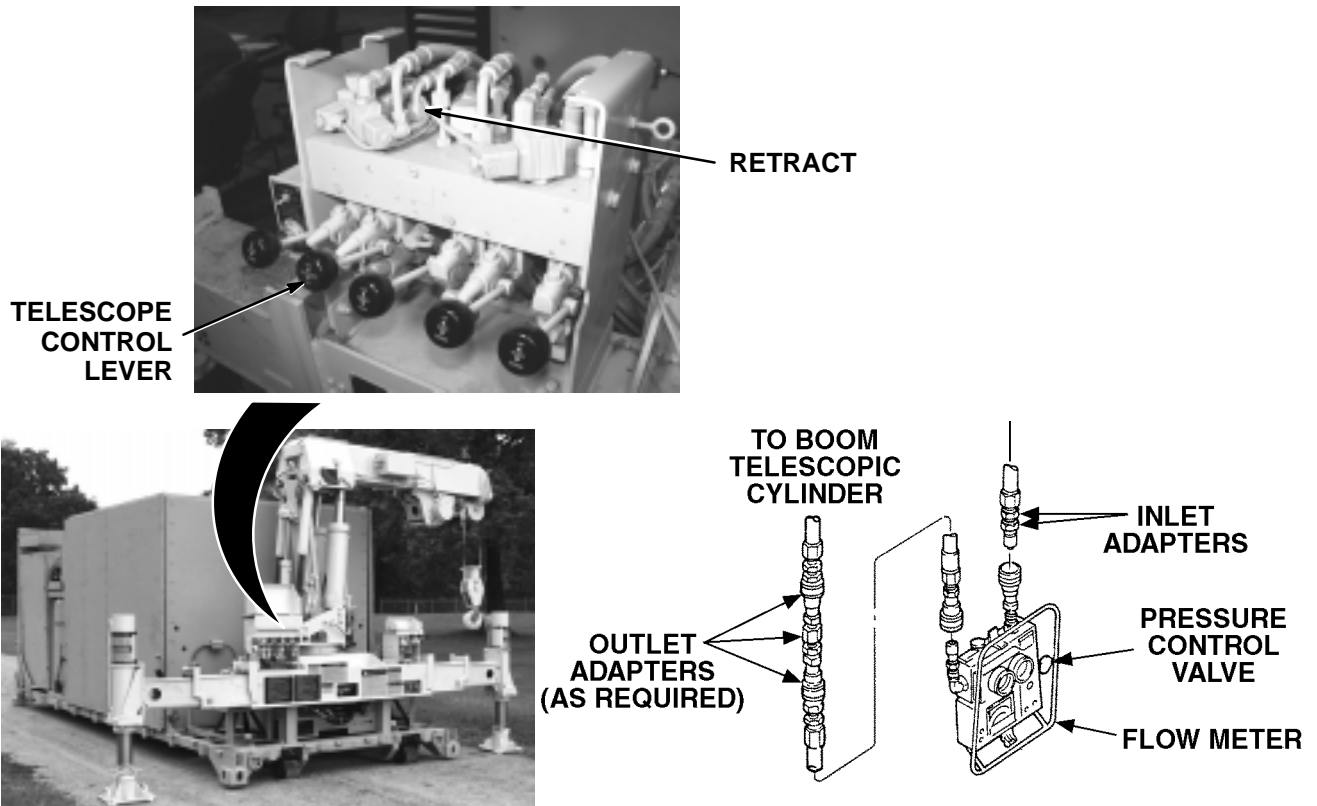 RETRACT
TELESCOPE
CONTROL
LEVER
TO BOOM
TELESCOPIC
CYLINDER
INLET
ADAPTERS
OUTLET
ADAPTERS
(AS REQUIRED)
PRESSURE
CONTROL
VALVE
FLOW METER